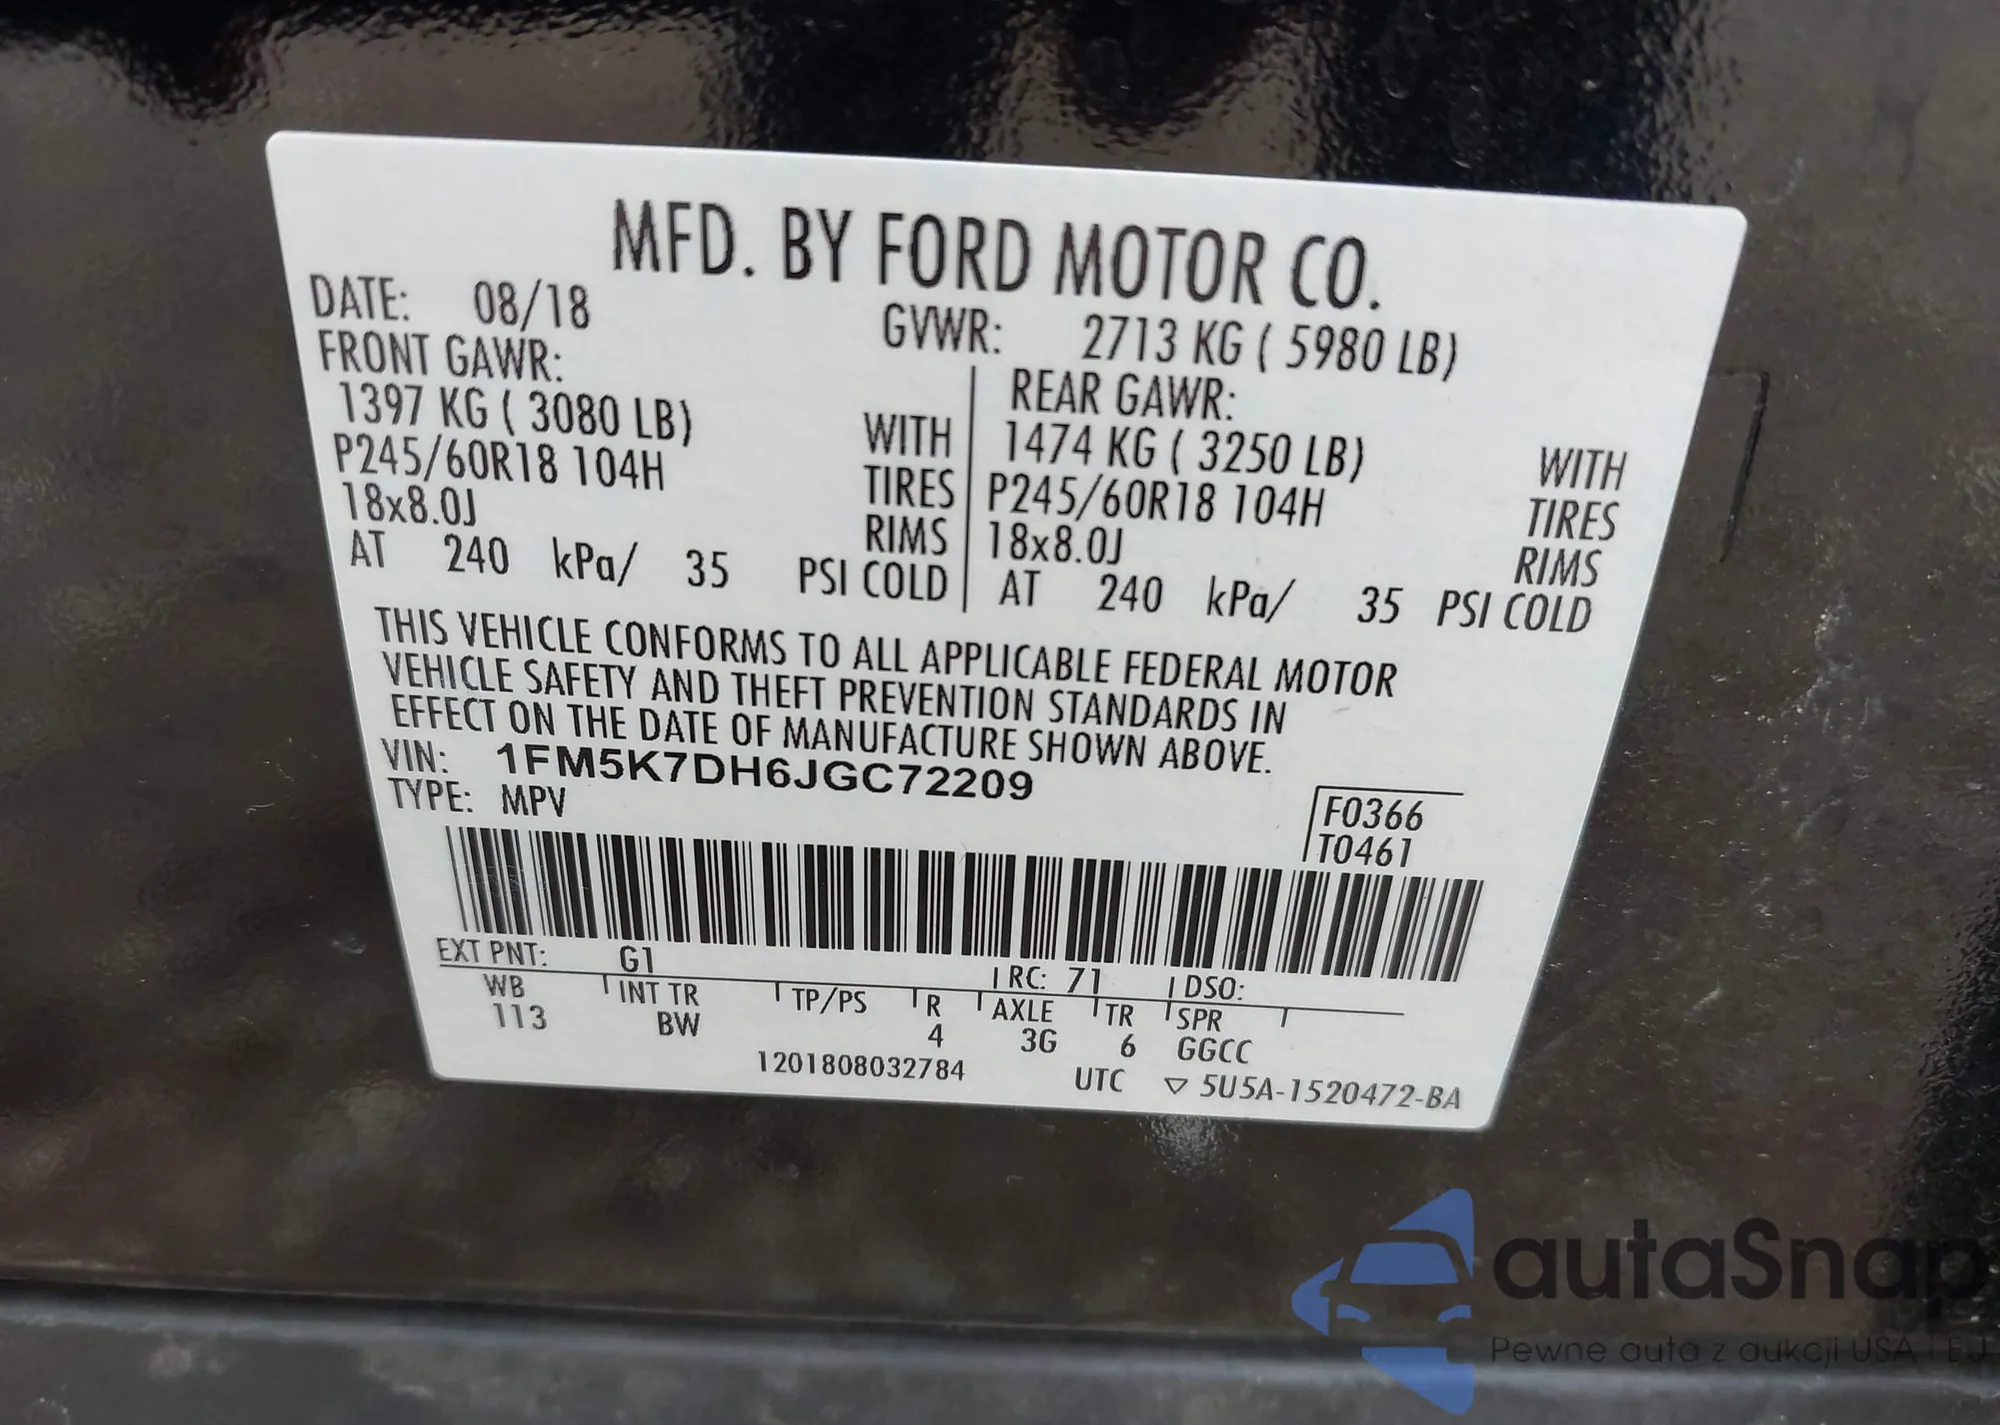 MFD. BY FORD MOTOR CO.
DATE: 08/18 GVWR: 2713 KG ( 5980 LB)
FRONT GAWR: REAR GAWR:
1397 KG ( 3080 LB) WITH 1474 KG ( 3250 LB) WITH
P245/60R18 104H TIRES P245/60R18 104H TIRES
18x8.0J RIMS 18x8.0J RIMS
AT 240 kPa/ 35 PSI COLD AT 240 kPa/ 35 PSI COLD
THIS VEHICLE CONFORMS TO ALL APPLICABLE FEDERAL MOTOR
VEHICLE SAFETY AND THEFT PREVENTION STANDARDS IN
EFFECT ON THE DATE OF MANUFACTURE SHOWN ABOVE.
VIN: 1FM5K7DH6JGC72209
TYPE: MPV
F0366
T0461
EXT PNT: G1 RC: 71 DSO:
WB INT TR TP/PS R AXLE TR SPR
113 BW 4 3G 6 GGCC
1201808032784 UTC ▽ 5U5A-1520472-BA
autaSnap
Pewne auta z aukcji USA i EU